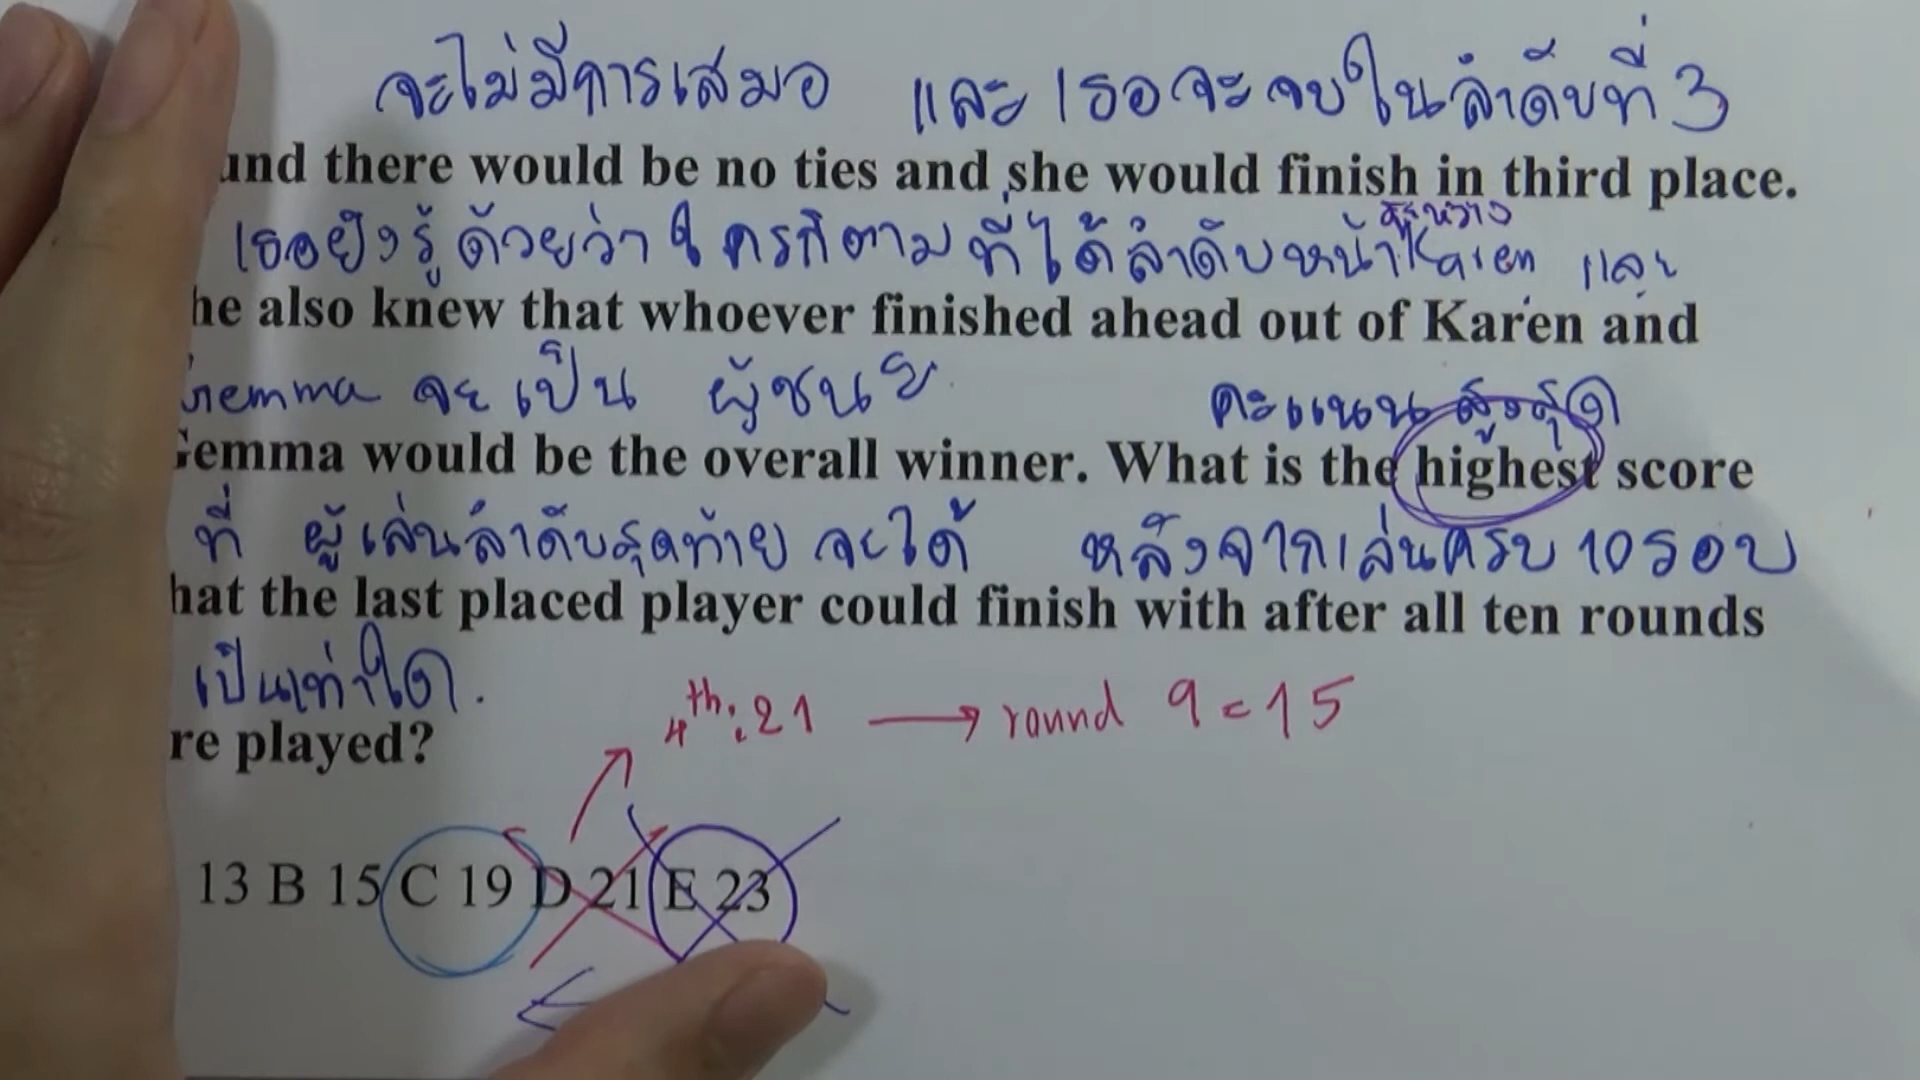 จะไม่มีการเสมอ และ เธอจะจบในลำดับที่ 3
und there would be no ties and she would finish in third place.
ระหว่าง
เธอยังรู้ด้วยว่า ใครก็ตามที่ได้ลำดับหน้า Karen และ
he also knew that whoever finished ahead out of Karen and
Gemma จะเป็น ผู้ชนะ คะแนนสูงสุด
Gemma would be the overall winner. What is the highest score
ที่ ผู้เล่นลำดับสุดท้าย จะได้ หลังจากเล่นครบ 10 รอบ
hat the last placed player could finish with after all ten rounds
เป็นเท่าใด.
4th: 21 → round 9 = 15
re played?
13 B 15 C 19 D 21 E 23